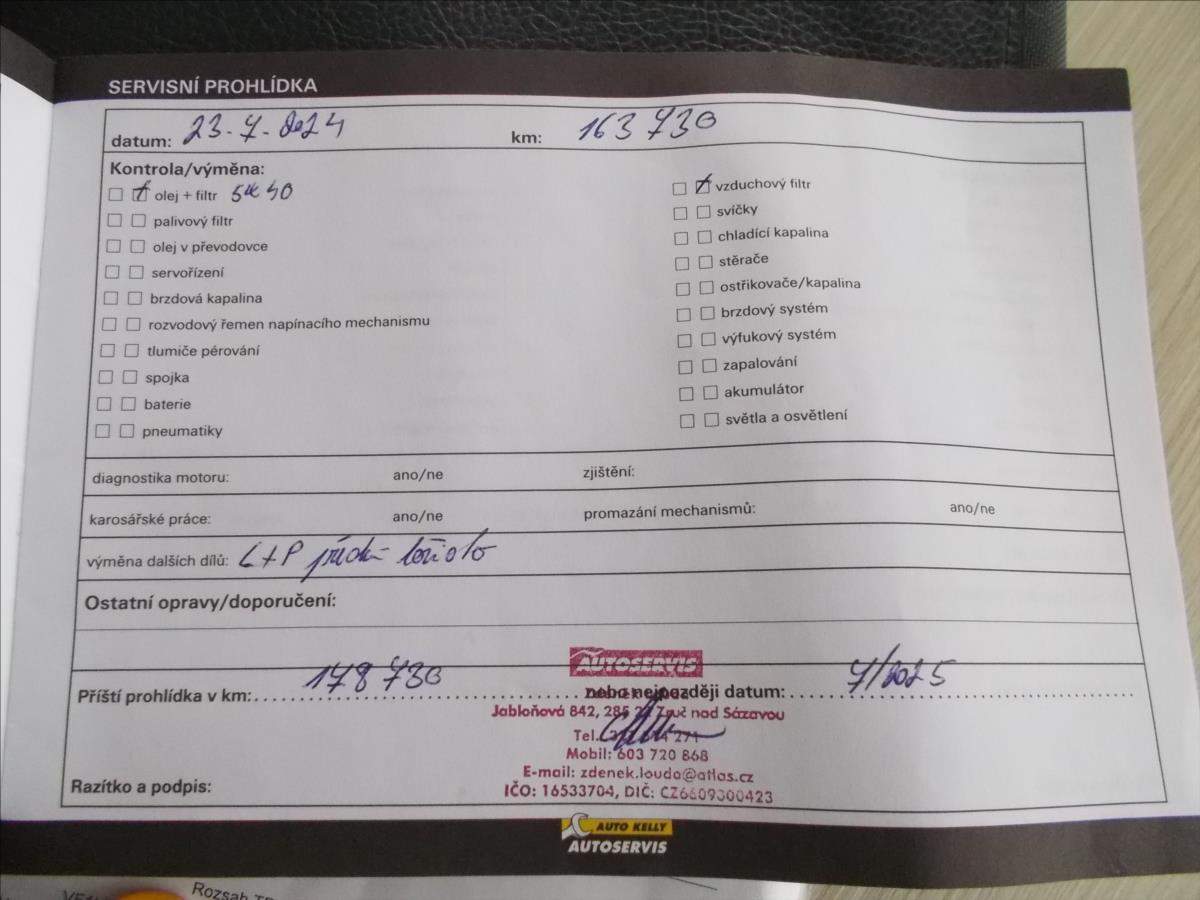 SERVISNÍ PROHLÍDKA
datum: 23.7.2024 km: 163 730
Kontrola/výměna:
olej + filtr 5W40 vzduchový filtr
palivový filtr svíčky
olej v převodovce chladící kapalina
servořízení stěrače
brzdová kapalina ostřikovače/kapalina
rozvodový řemen napínacího mechanismu brzdový systém
tlumiče pérování výfukový systém
spojka zapalování
baterie akumulátor
pneumatiky světla a osvětlení
diagnostika motoru: ano/ne zjištění:
karosářské práce: ano/ne promazání mechanismů: ano/ne
výměna dalších dílů: L+P
Ostatní opravy/doporučení:
AUTOSERVIS
Příští prohlídka v km: 178 730 nebo nejpozději datum: 7/2025
Jabloňová 842, 285 22 Zruč nad Sázavou
Tel.
Mobil: 603 720 868
E-mail: zdenek.louda@atlas.cz
Razítko a podpis:
IČO: 16533704, DIČ: CZ6609300423
AUTO KELLY
AUTOSERVIS
Rozsah